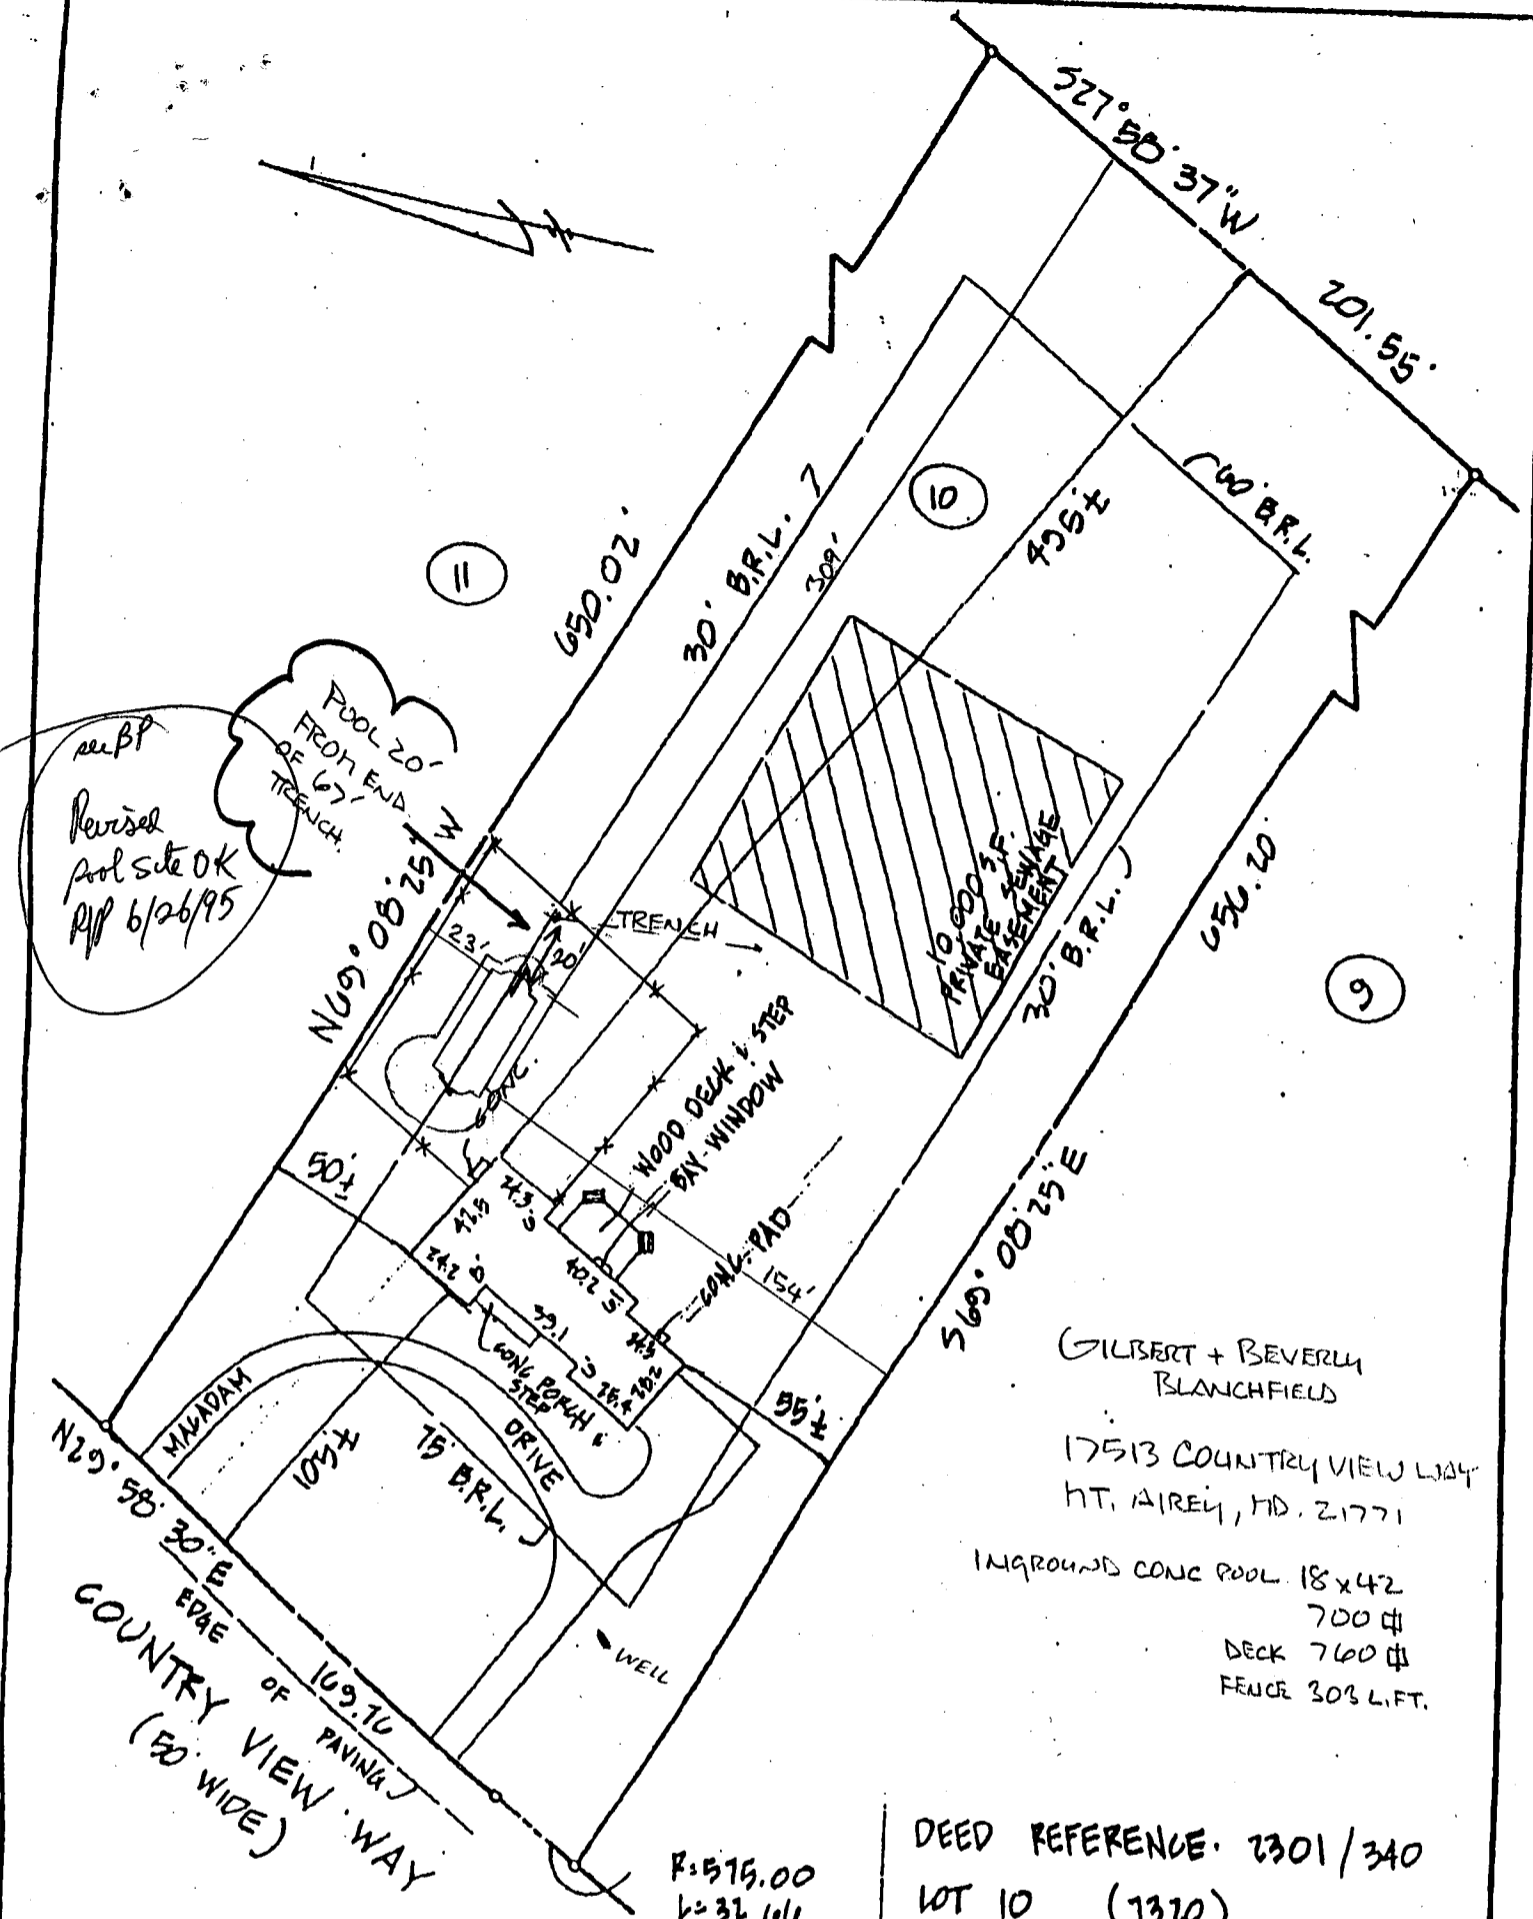 S27° 50' 37" W
201.55'
60' B.R.L.
495±
10
11
650.02'
30' B.R.L.
309'
POOL 20'
FROM END
OF 67'
TRENCH.
Revised
pool site OK
6/26/95
N69° 08' 25" W
23'
20'
TRENCH
10,000 S.F.
PRIVATE SEWAGE
EASEMENT
30' B.R.L.
656.20'
9
CONC.
WOOD DECK & STEP
BAY WINDOW
CONC. PAD
154'
S69° 08' 25" E
50'±
42.5
24.3
24.2
40.2
39.1
24.5
28.2
25.4
CONC PORCH &
STEP
55'±
MACADAM
DRIVE
105'±
75'
B.R.L.
N29° 58' 30" E
169.76
EDGE OF PAVING
COUNTRY VIEW WAY
(50' WIDE)
WELL
GILBERT + BEVERLY
BLANCHFIELD
17513 COUNTRY VIEW WAY
MT. AIREY, MD. 21771
INGROUND CONC POOL 18x42
700
DECK 760
FENCE 303 L.FT.
R=575.00
DEED REFERENCE. 2301/340
LOT 10 (7320)